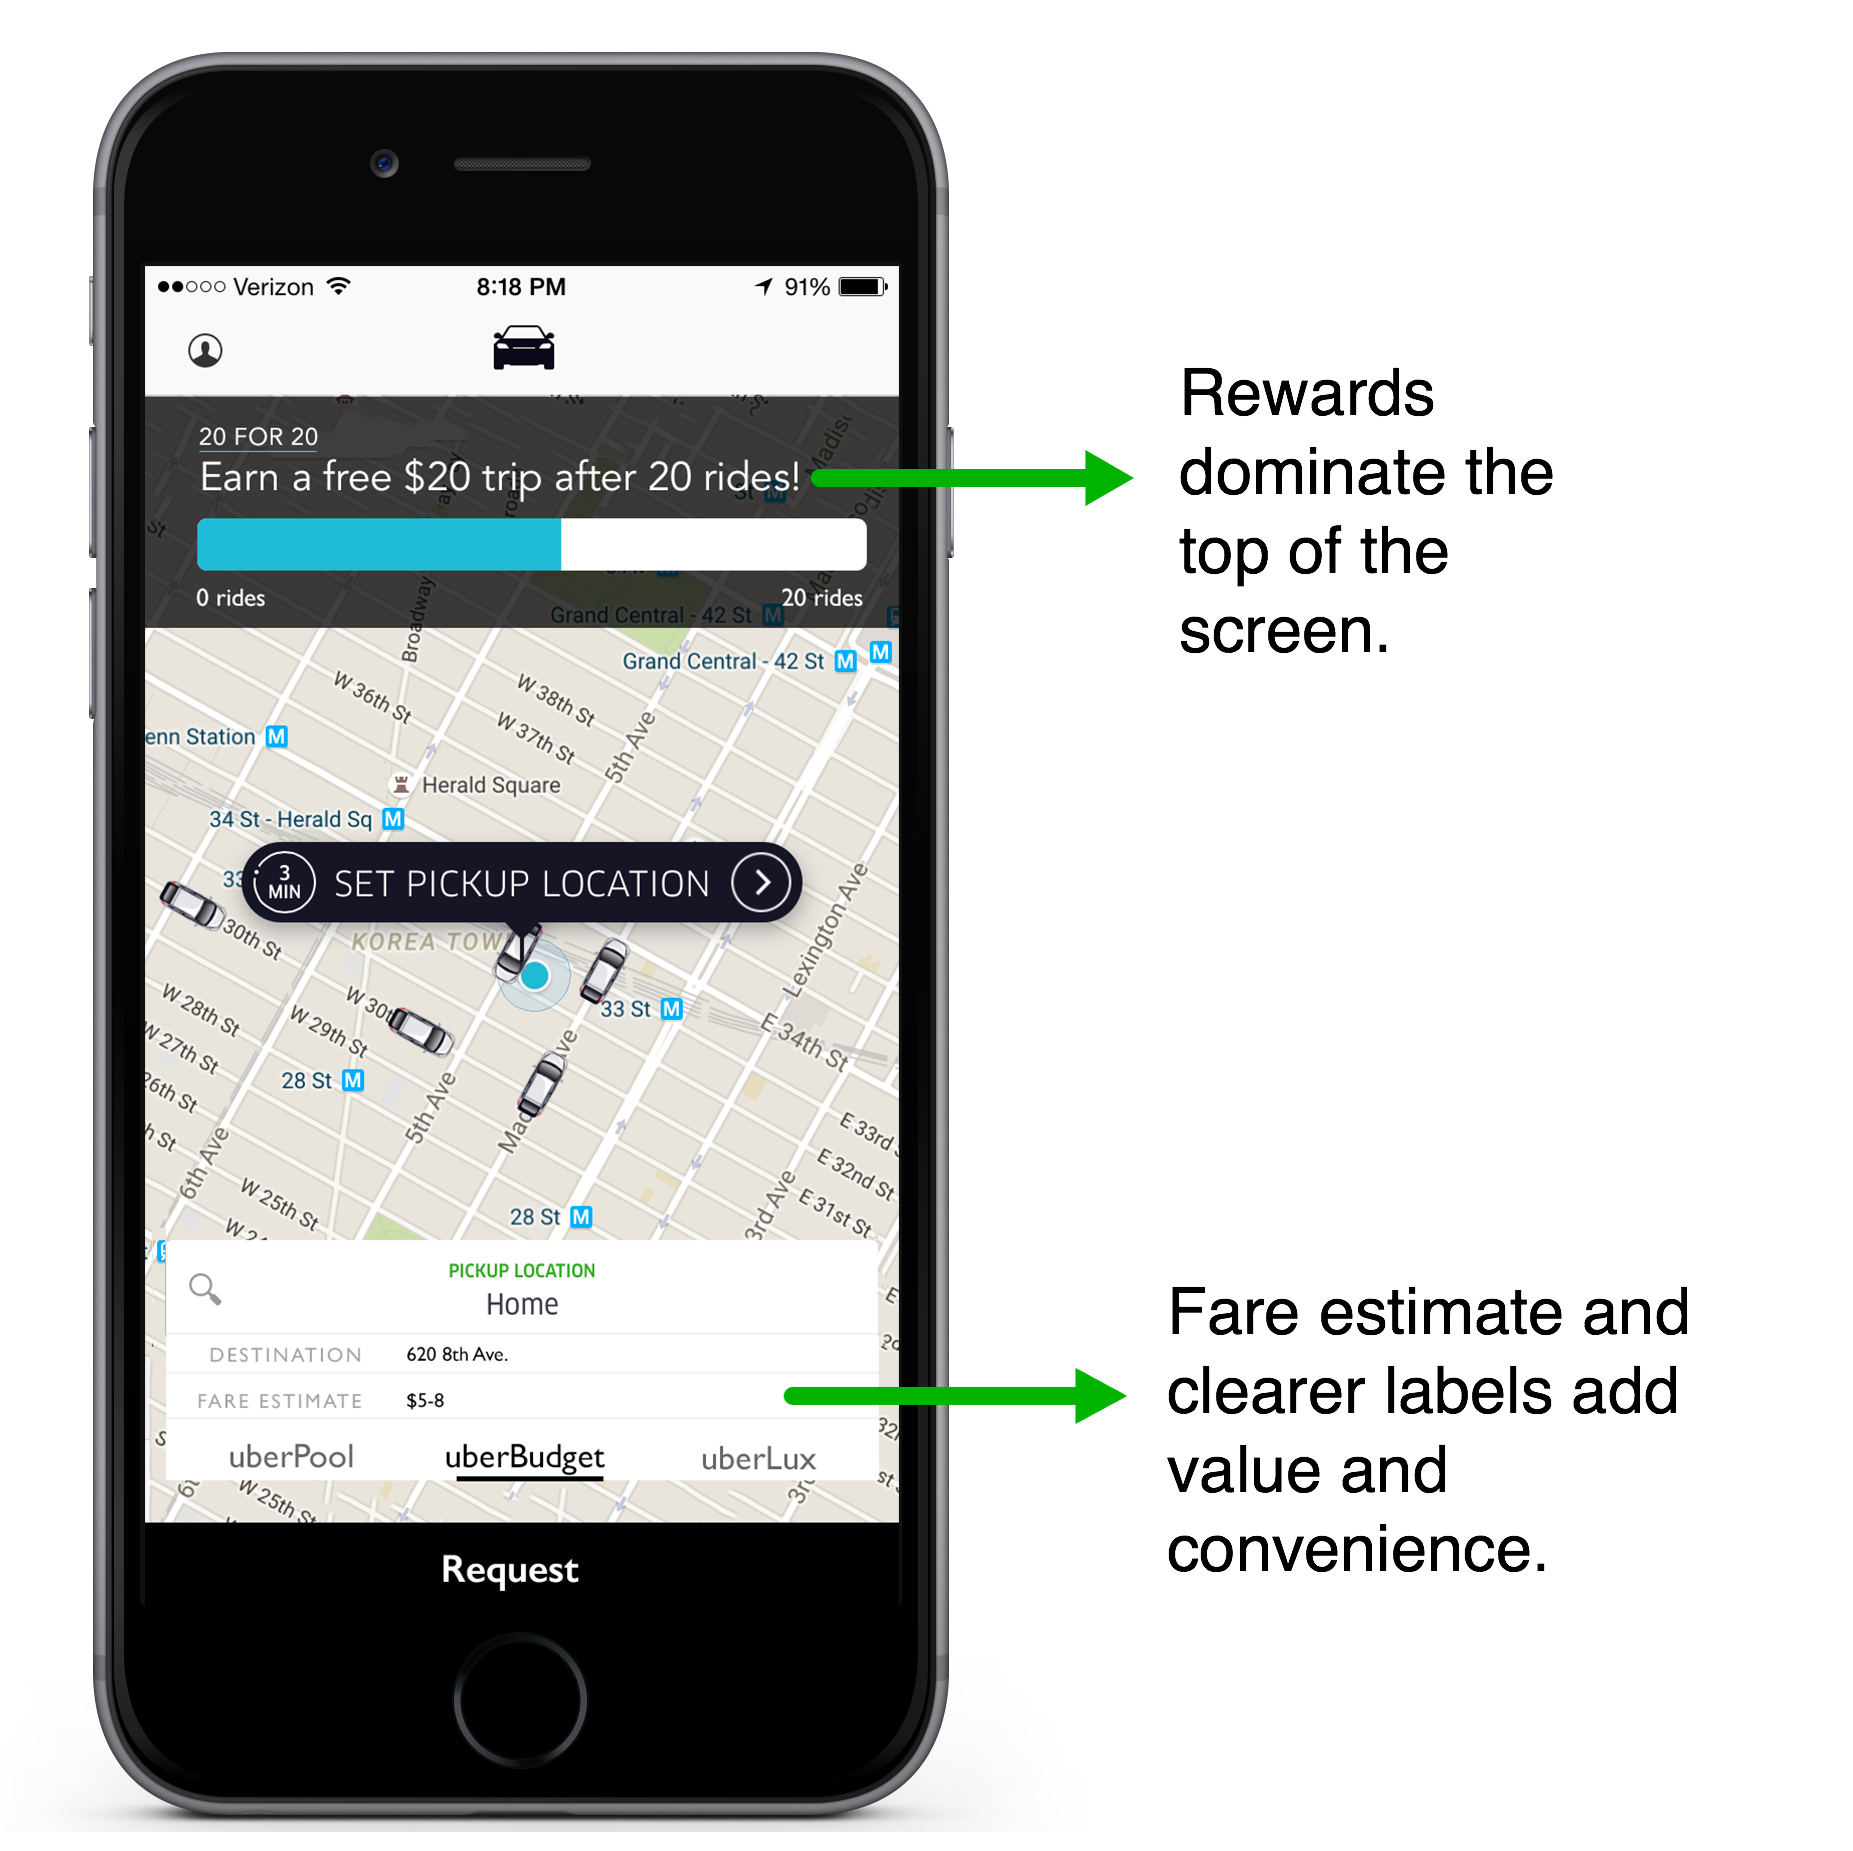 Verizon
8:18 PM
91%
20 FOR 20
Earn a free $20 trip after 20 rides!
0 rides
20 rides
Rewards
dominate the
top of the
screen.
Broadway
Madis
Grand Central - 42 St M
Grand Central - 42 St M
M
W 36th St
W 38th St
W 37th St
5th Ave
enn Station M
Herald Square
34 St - Herald Sq M
33
3
MIN
SET PICKUP LOCATION
30th St
KOREA TOW
Lexington Ave
W 28th St
W 30t
W 29th St
33 St M
E 34th St
W 27th St
26th St
28 St M
h St
6th Ave
5th Ave
Mad
ve
E 33rd
E 32nd St
E 31st St
3rd Ave
W 25th St
28 St M
PICKUP LOCATION
Home
DESTINATION
620 8th Ave.
FARE ESTIMATE
$5-8
uberPool
uberBudget
uberLux
W 25th S
Request
Fare estimate and
clearer labels add
value and
convenience.